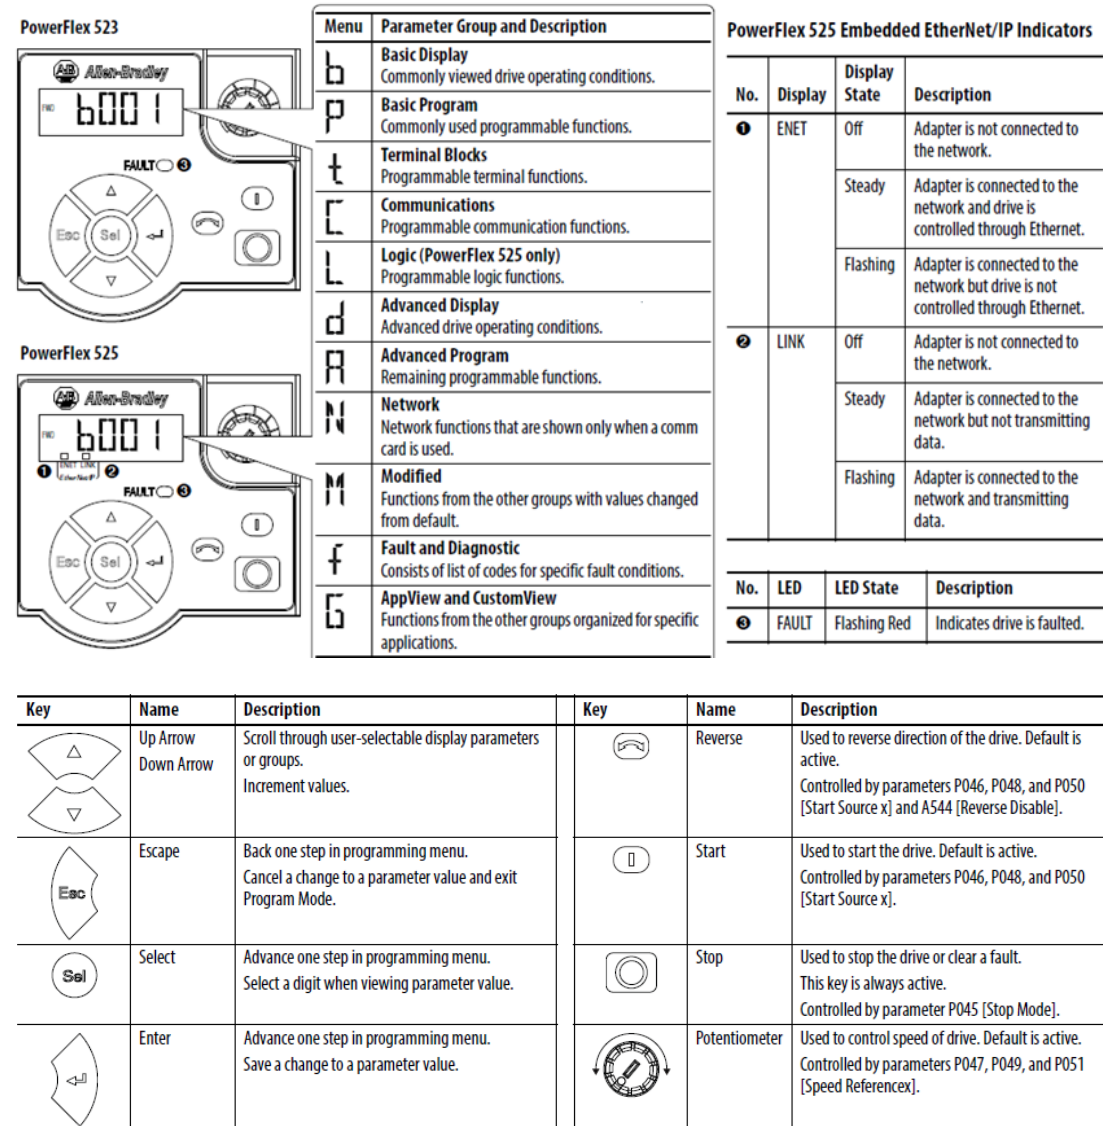 PowerFlex 523
Allen-Bradley
FWD
b001
FAULT ❸
Esc
Sel
PowerFlex 525
Allen-Bradley
FWD
b001
❶ ENET LINK ❷
EtherNet/IP
FAULT ❸
Esc
Sel
Menu Parameter Group and Description
b Basic Display
Commonly viewed drive operating conditions.
P Basic Program
Commonly used programmable functions.
t Terminal Blocks
Programmable terminal functions.
C Communications
Programmable communication functions.
L Logic (PowerFlex 525 only)
Programmable logic functions.
d Advanced Display
Advanced drive operating conditions.
A Advanced Program
Remaining programmable functions.
N Network
Network functions that are shown only when a comm
card is used.
M Modified
Functions from the other groups with values changed
from default.
f Fault and Diagnostic
Consists of list of codes for specific fault conditions.
G AppView and CustomView
Functions from the other groups organized for specific
applications.
PowerFlex 525 Embedded EtherNet/IP Indicators
No. Display Display State Description
❶ ENET Off Adapter is not connected to
the network.
Steady Adapter is connected to the
network and drive is
controlled through Ethernet.
Flashing Adapter is connected to the
network but drive is not
controlled through Ethernet.
❷ LINK Off Adapter is not connected to
the network.
Steady Adapter is connected to the
network but not transmitting
data.
Flashing Adapter is connected to the
network and transmitting
data.
No. LED LED State Description
❸ FAULT Flashing Red Indicates drive is faulted.
Key Name Description
Up Arrow Scroll through user-selectable display parameters
Down Arrow or groups.
Increment values.
Esc Escape Back one step in programming menu.
Cancel a change to a parameter value and exit
Program Mode.
Sel Select Advance one step in programming menu.
Select a digit when viewing parameter value.
Enter Advance one step in programming menu.
Save a change to a parameter value.
Key Name Description
Reverse Used to reverse direction of the drive. Default is
active.
Controlled by parameters P046, P048, and P050
[Start Source x] and A544 [Reverse Disable].
Start Used to start the drive. Default is active.
Controlled by parameters P046, P048, and P050
[Start Source x].
Stop Used to stop the drive or clear a fault.
This key is always active.
Controlled by parameter P045 [Stop Mode].
Potentiometer Used to control speed of drive. Default is active.
Controlled by parameters P047, P049, and P051
[Speed Referencex].